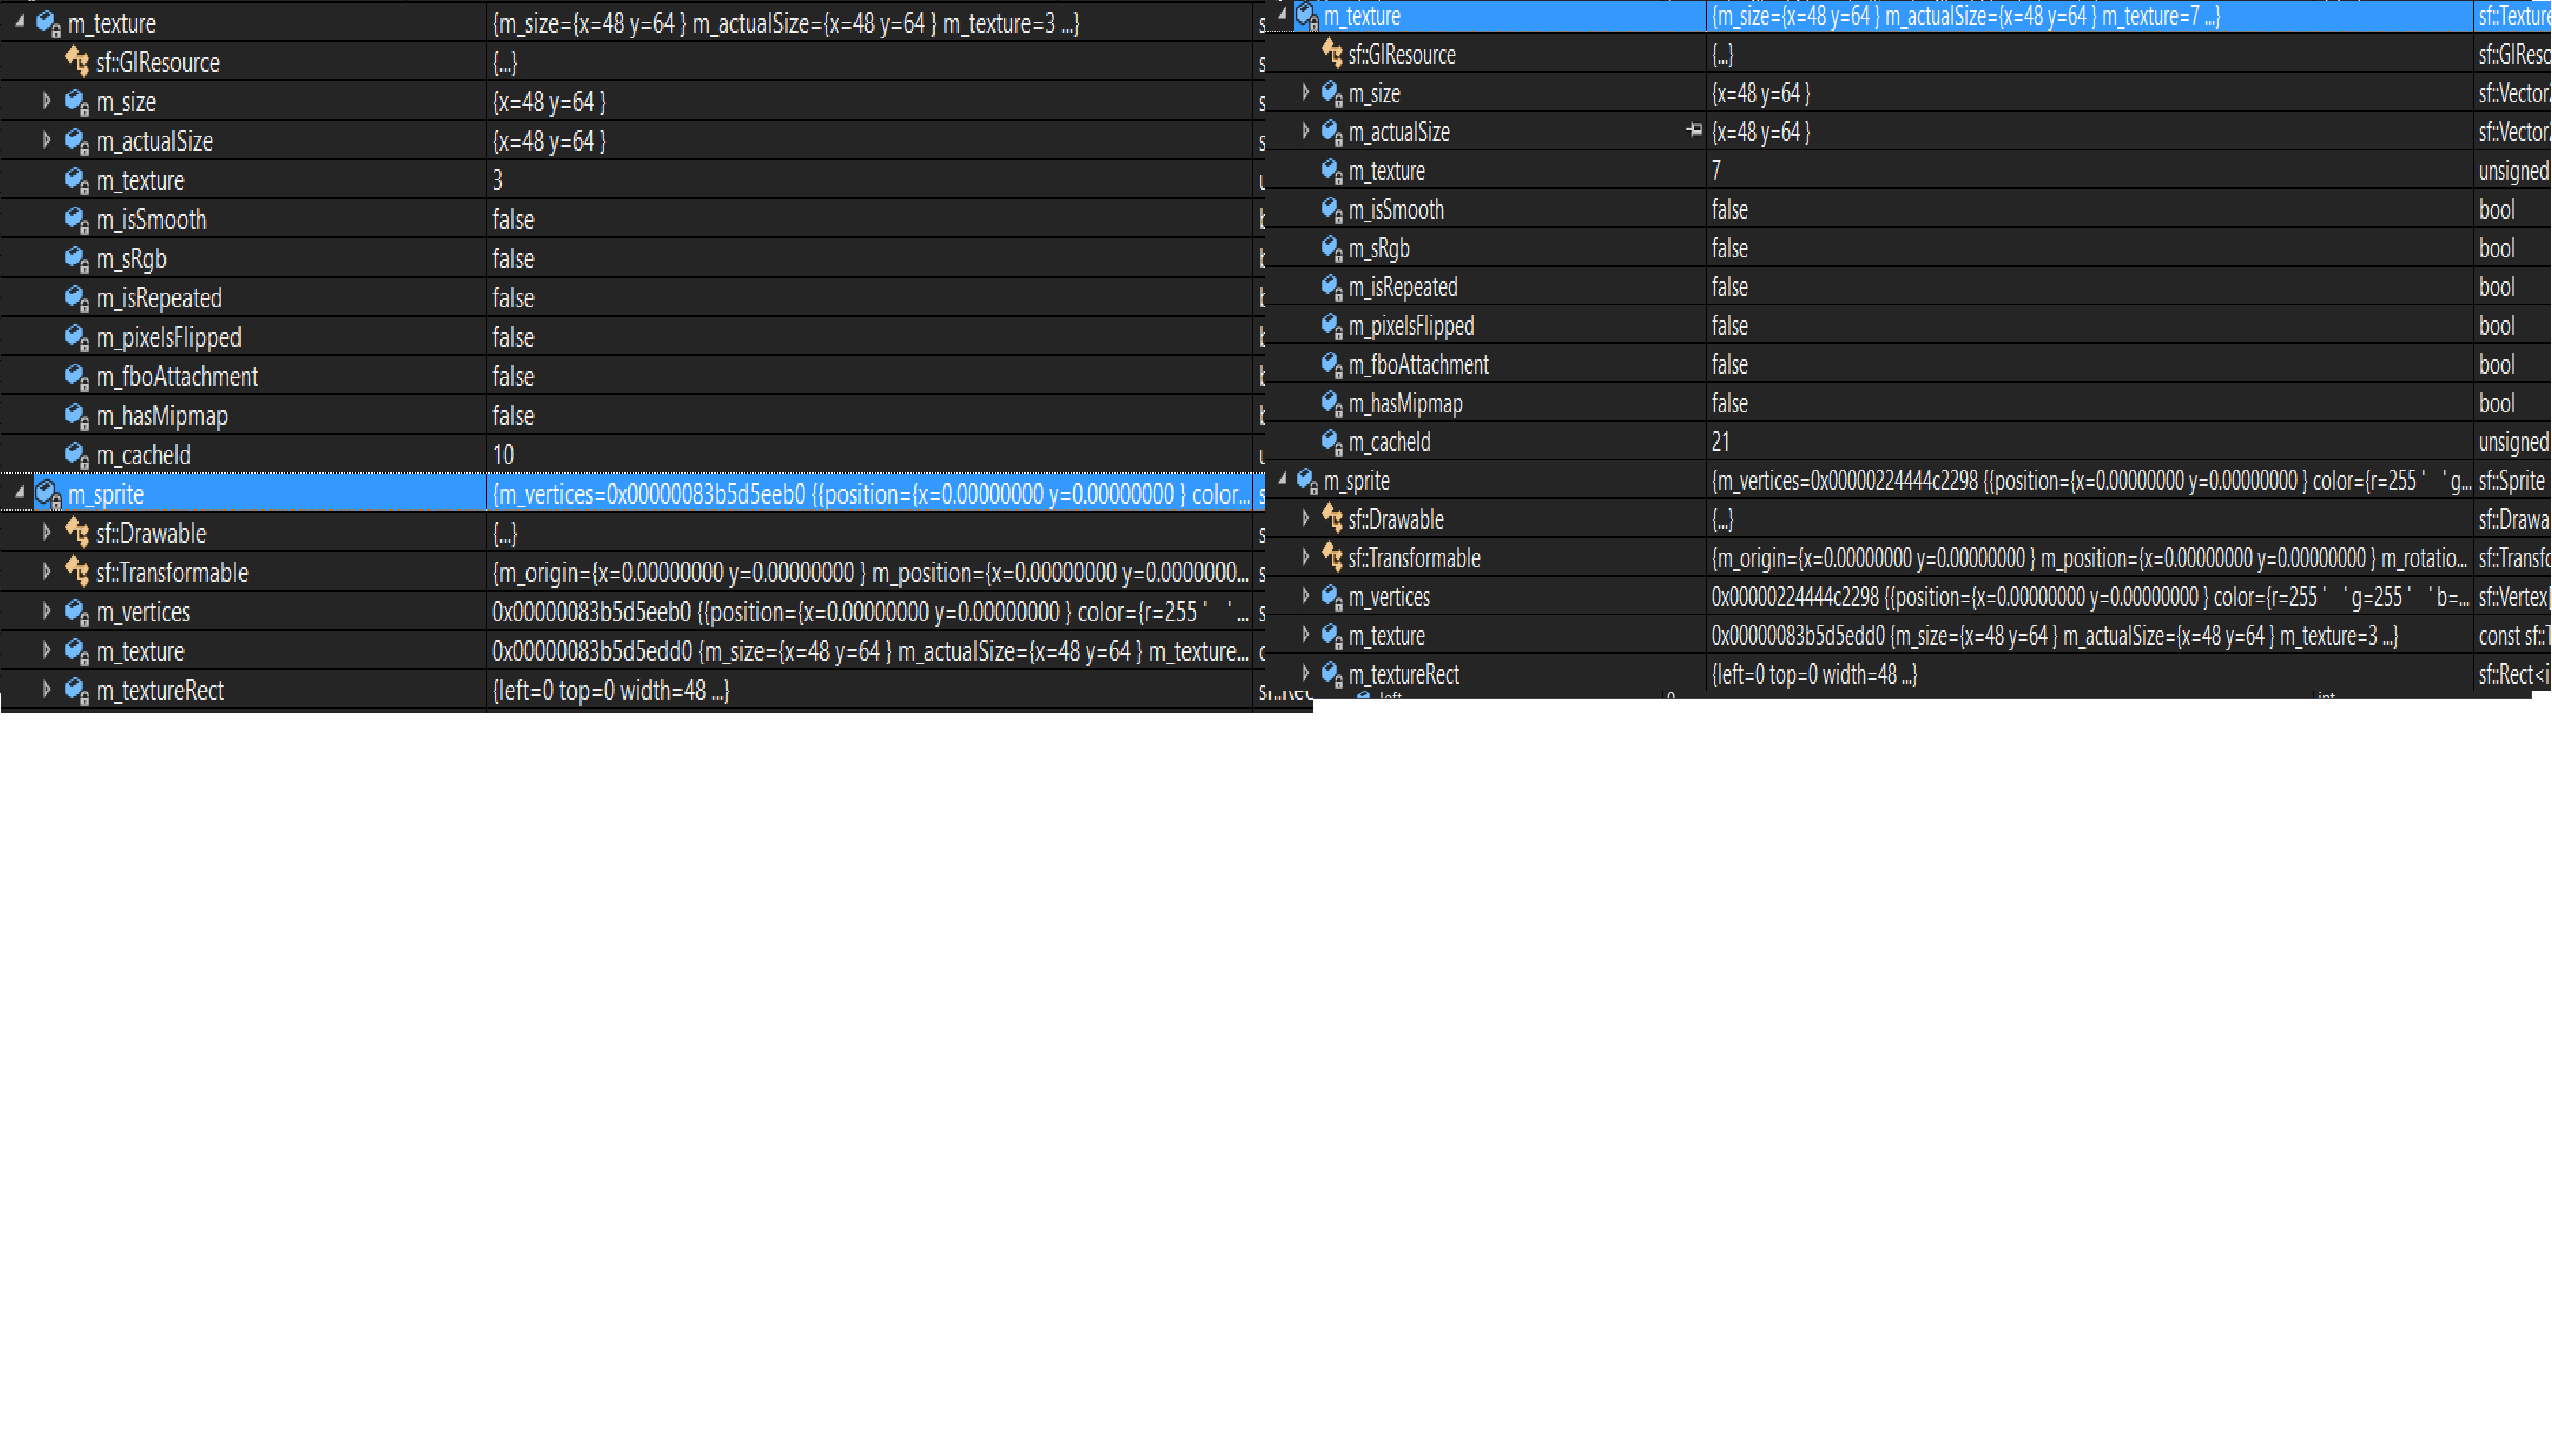 m_texture {m_size={x=48 y=64 } m_actualSize={x=48 y=64 } m_texture=3 ...}
sf::GlResource {...}
m_size {x=48 y=64 }
m_actualSize {x=48 y=64 }
m_texture 3
m_isSmooth false
m_sRgb false
m_isRepeated false
m_pixelsFlipped false
m_fboAttachment false
m_hasMipmap false
m_cacheId 10
m_sprite {m_vertices=0x00000083b5d5eeb0 {{position={x=0.00000000 y=0.00000000 } color...
sf::Drawable {...}
sf::Transformable {m_origin={x=0.00000000 y=0.00000000 } m_position={x=0.00000000 y=0.0000000...
m_vertices 0x00000083b5d5eeb0 {{position={x=0.00000000 y=0.00000000 } color={r=255 ' ' ...
m_texture 0x00000083b5d5edd0 {m_size={x=48 y=64 } m_actualSize={x=48 y=64 } m_texture...
m_textureRect {left=0 top=0 width=48 ...}
m_texture {m_size={x=48 y=64 } m_actualSize={x=48 y=64 } m_texture=7 ...} sf::Texture
sf::GlResource {...} sf::GlReso
m_size {x=48 y=64 } sf::Vector
m_actualSize {x=48 y=64 } sf::Vector
m_texture 7 unsigned
m_isSmooth false bool
m_sRgb false bool
m_isRepeated false bool
m_pixelsFlipped false bool
m_fboAttachment false bool
m_hasMipmap false bool
m_cacheId 21 unsigned
m_sprite {m_vertices=0x00000224444c2298 {{position={x=0.00000000 y=0.00000000 } color={r=255 ' ' g... sf::Sprite
sf::Drawable {...} sf::Drawa
sf::Transformable {m_origin={x=0.00000000 y=0.00000000 } m_position={x=0.00000000 y=0.00000000 } m_rotatio... sf::Transfo
m_vertices 0x00000224444c2298 {{position={x=0.00000000 y=0.00000000 } color={r=255 ' ' g=255 ' ' b=... sf::Vertex[
m_texture 0x00000083b5d5edd0 {m_size={x=48 y=64 } m_actualSize={x=48 y=64 } m_texture=3 ...} const sf::T
m_textureRect {left=0 top=0 width=48 ...} sf::Rect<i